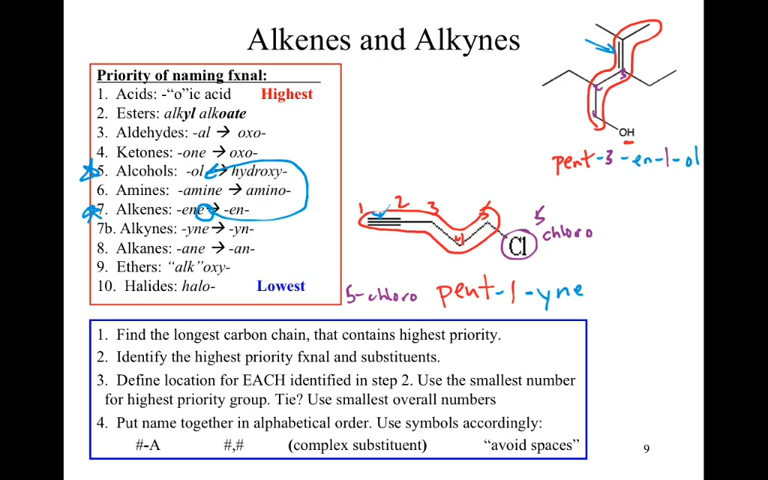 Alkenes and Alkynes
Priority of naming fxnal:
1. Acids: -“o”ic acid Highest
2. Esters: alkyl alkoate
3. Aldehydes: -al → oxo-
4. Ketones: -one → oxo-
5. Alcohols: -ol → hydroxy-
6. Amines: -amine → amino-
7. Alkenes: -ene → -en-
7b. Alkynes: -yne → -yn-
8. Alkanes: -ane → -an-
9. Ethers: “alk”oxy-
10. Halides: halo- Lowest
OH
pent-3-en-1-ol
1 2 3 4 5
Cl
5
chloro
5-chloro pent-1-yne
1. Find the longest carbon chain, that contains highest priority.
2. Identify the highest priority fxnal and substituents.
3. Define location for EACH identified in step 2. Use the smallest number
for highest priority group. Tie? Use smallest overall numbers
4. Put name together in alphabetical order. Use symbols accordingly:
#-A #,# (complex substituent) “avoid spaces”
9